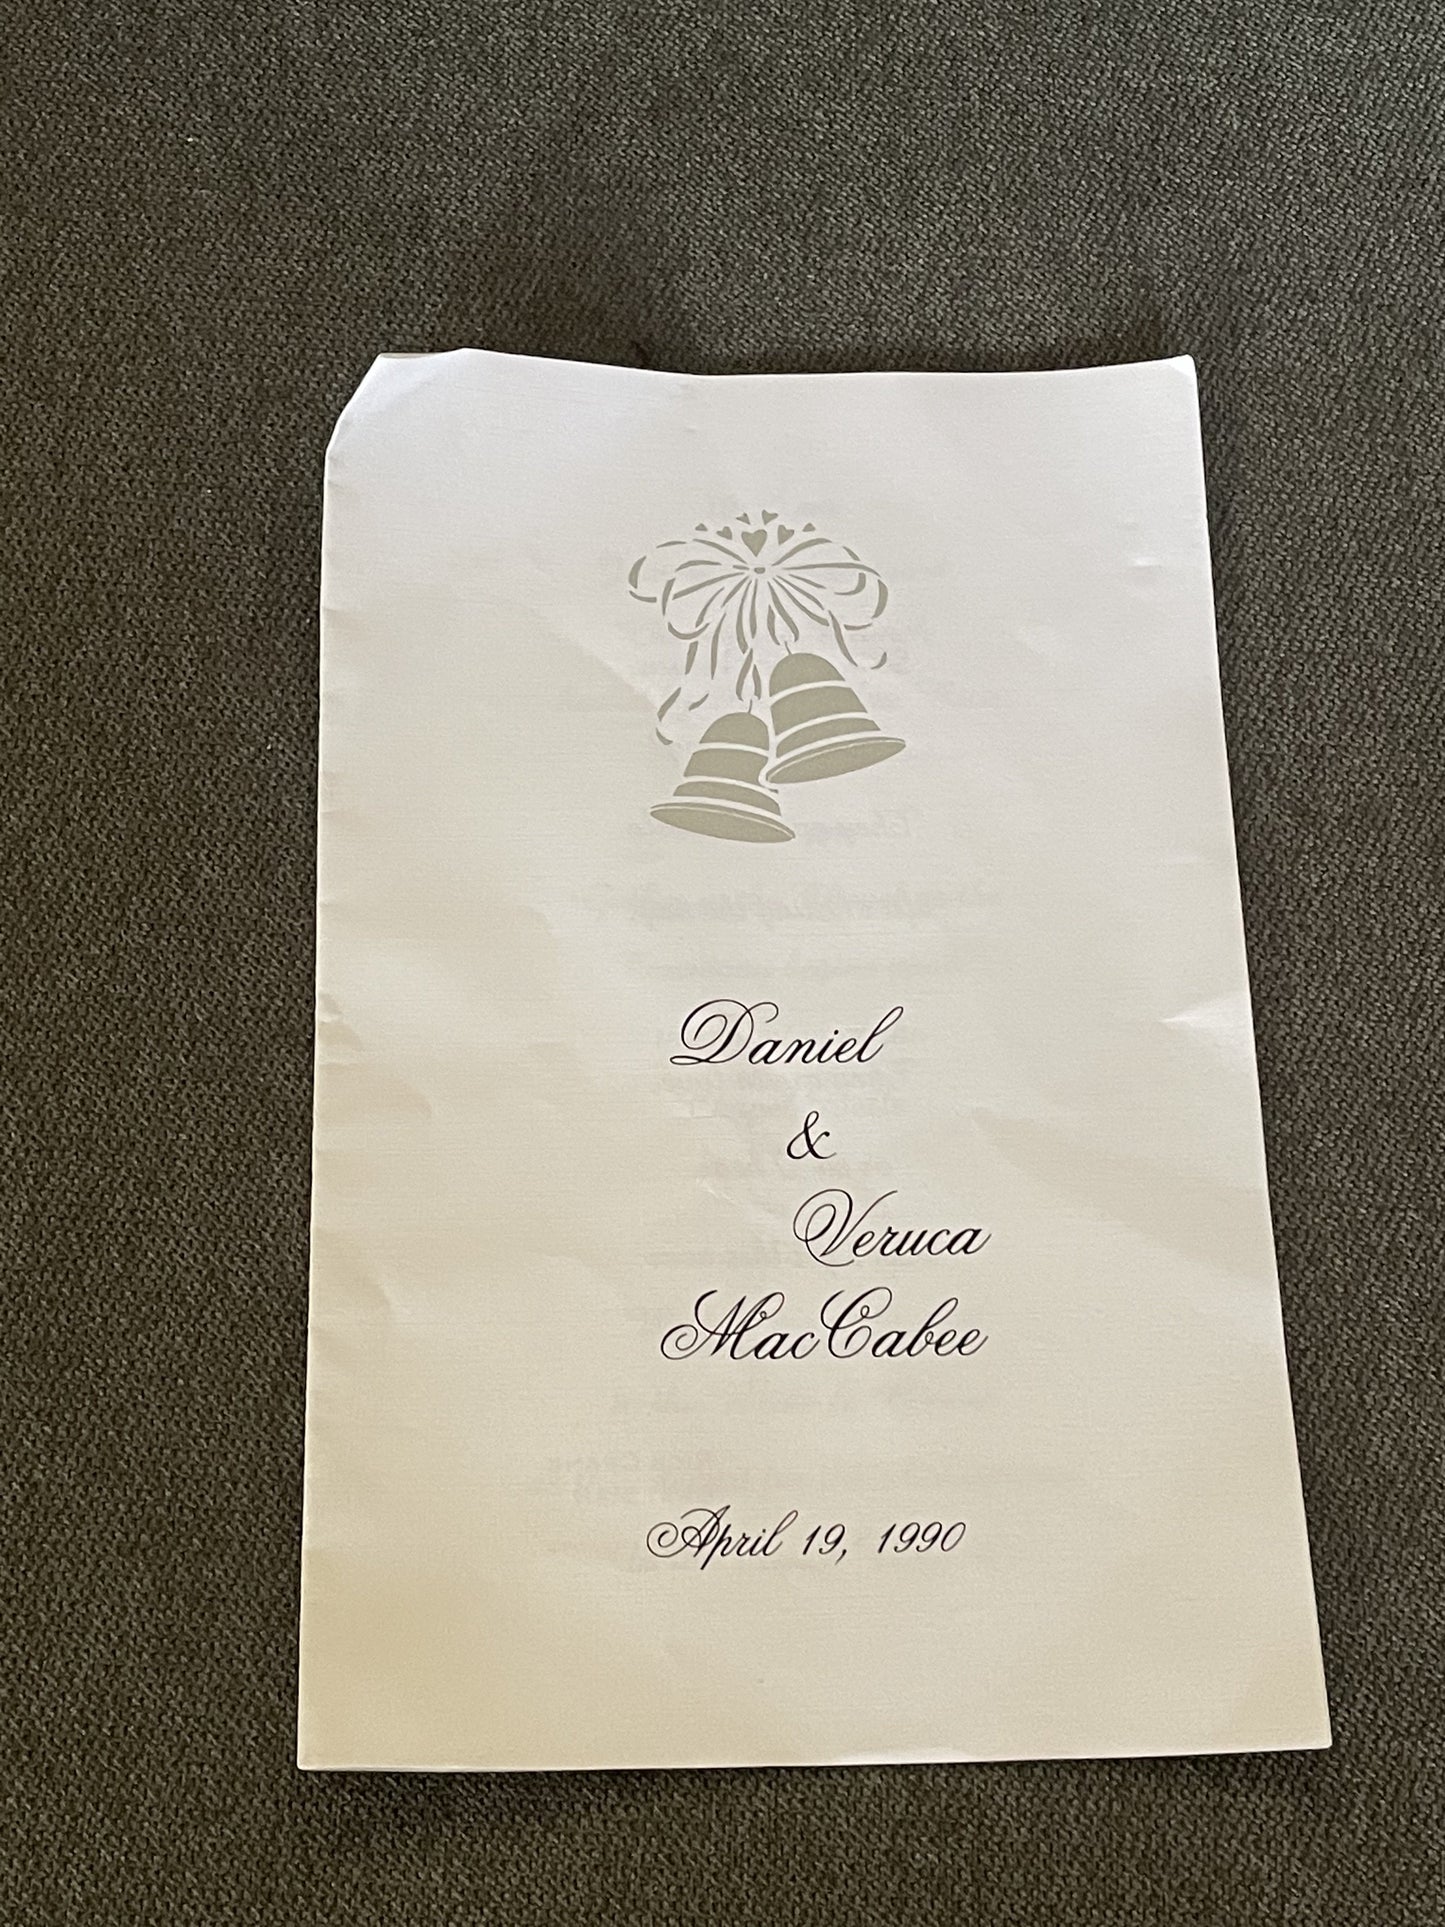 Daniel
&
Veruca
MacCabee
April 19, 1990